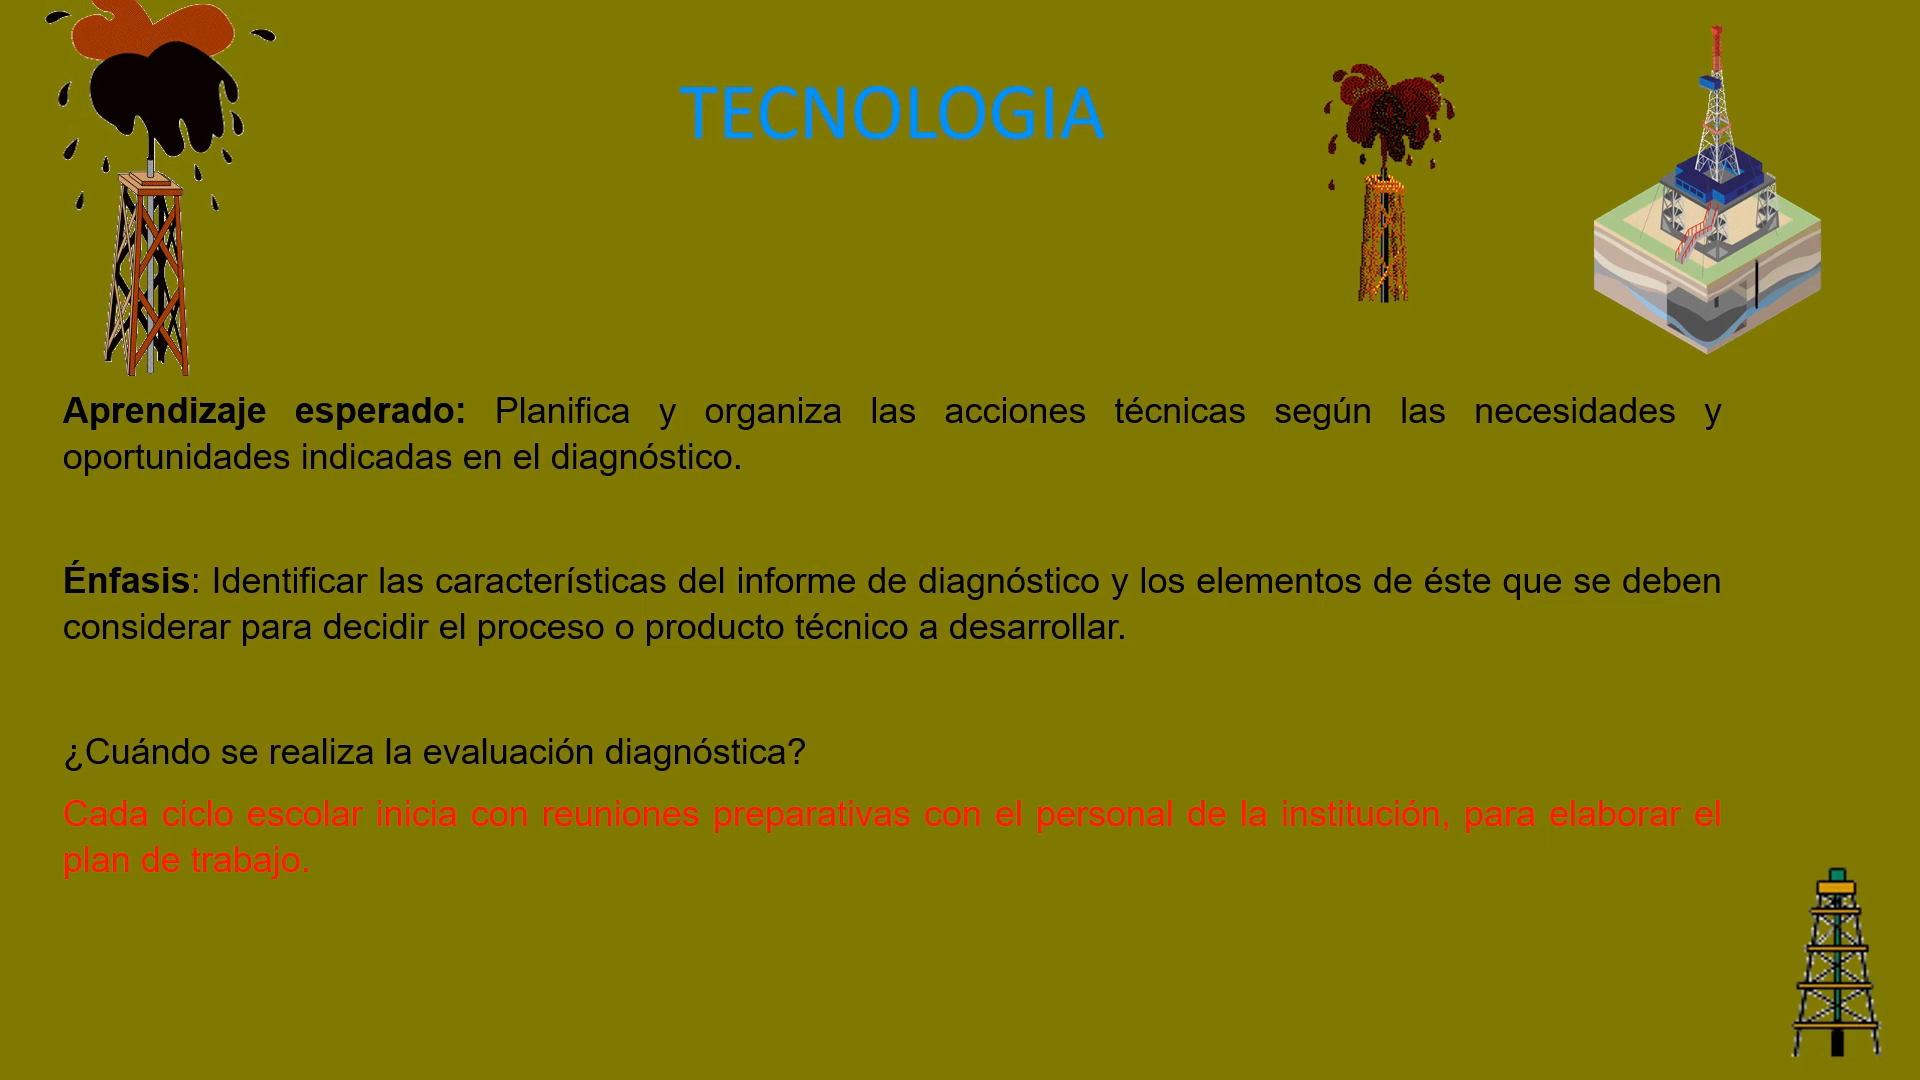 TECNOLOGIA
Aprendizaje esperado: Planifica y organiza las acciones técnicas según las necesidades y
oportunidades indicadas en el diagnóstico.
Énfasis: Identificar las características del informe de diagnóstico y los elementos de éste que se deben
considerar para decidir el proceso o producto técnico a desarrollar.
¿Cuándo se realiza la evaluación diagnóstica?
Cada ciclo escolar inicia con reuniones preparativas con el personal de la institución, para elaborar el
plan de trabajo.